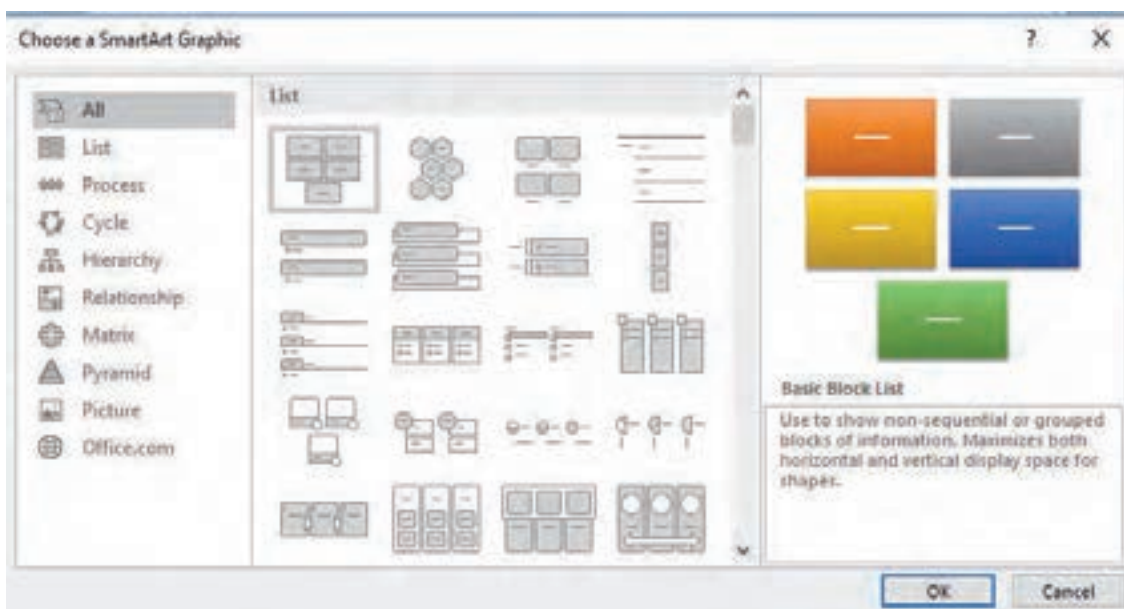 Choose a SmartArt Graphic
?
All
List
Process
Cycle
Hierarchy
Relationship
Matrix
Pyramid
Picture
Office.com
List
Basic Block List
Use to show non-sequential or grouped
blocks of information. Maximizes both
horizontal and vertical display space for
shapes.
OK
Cancel